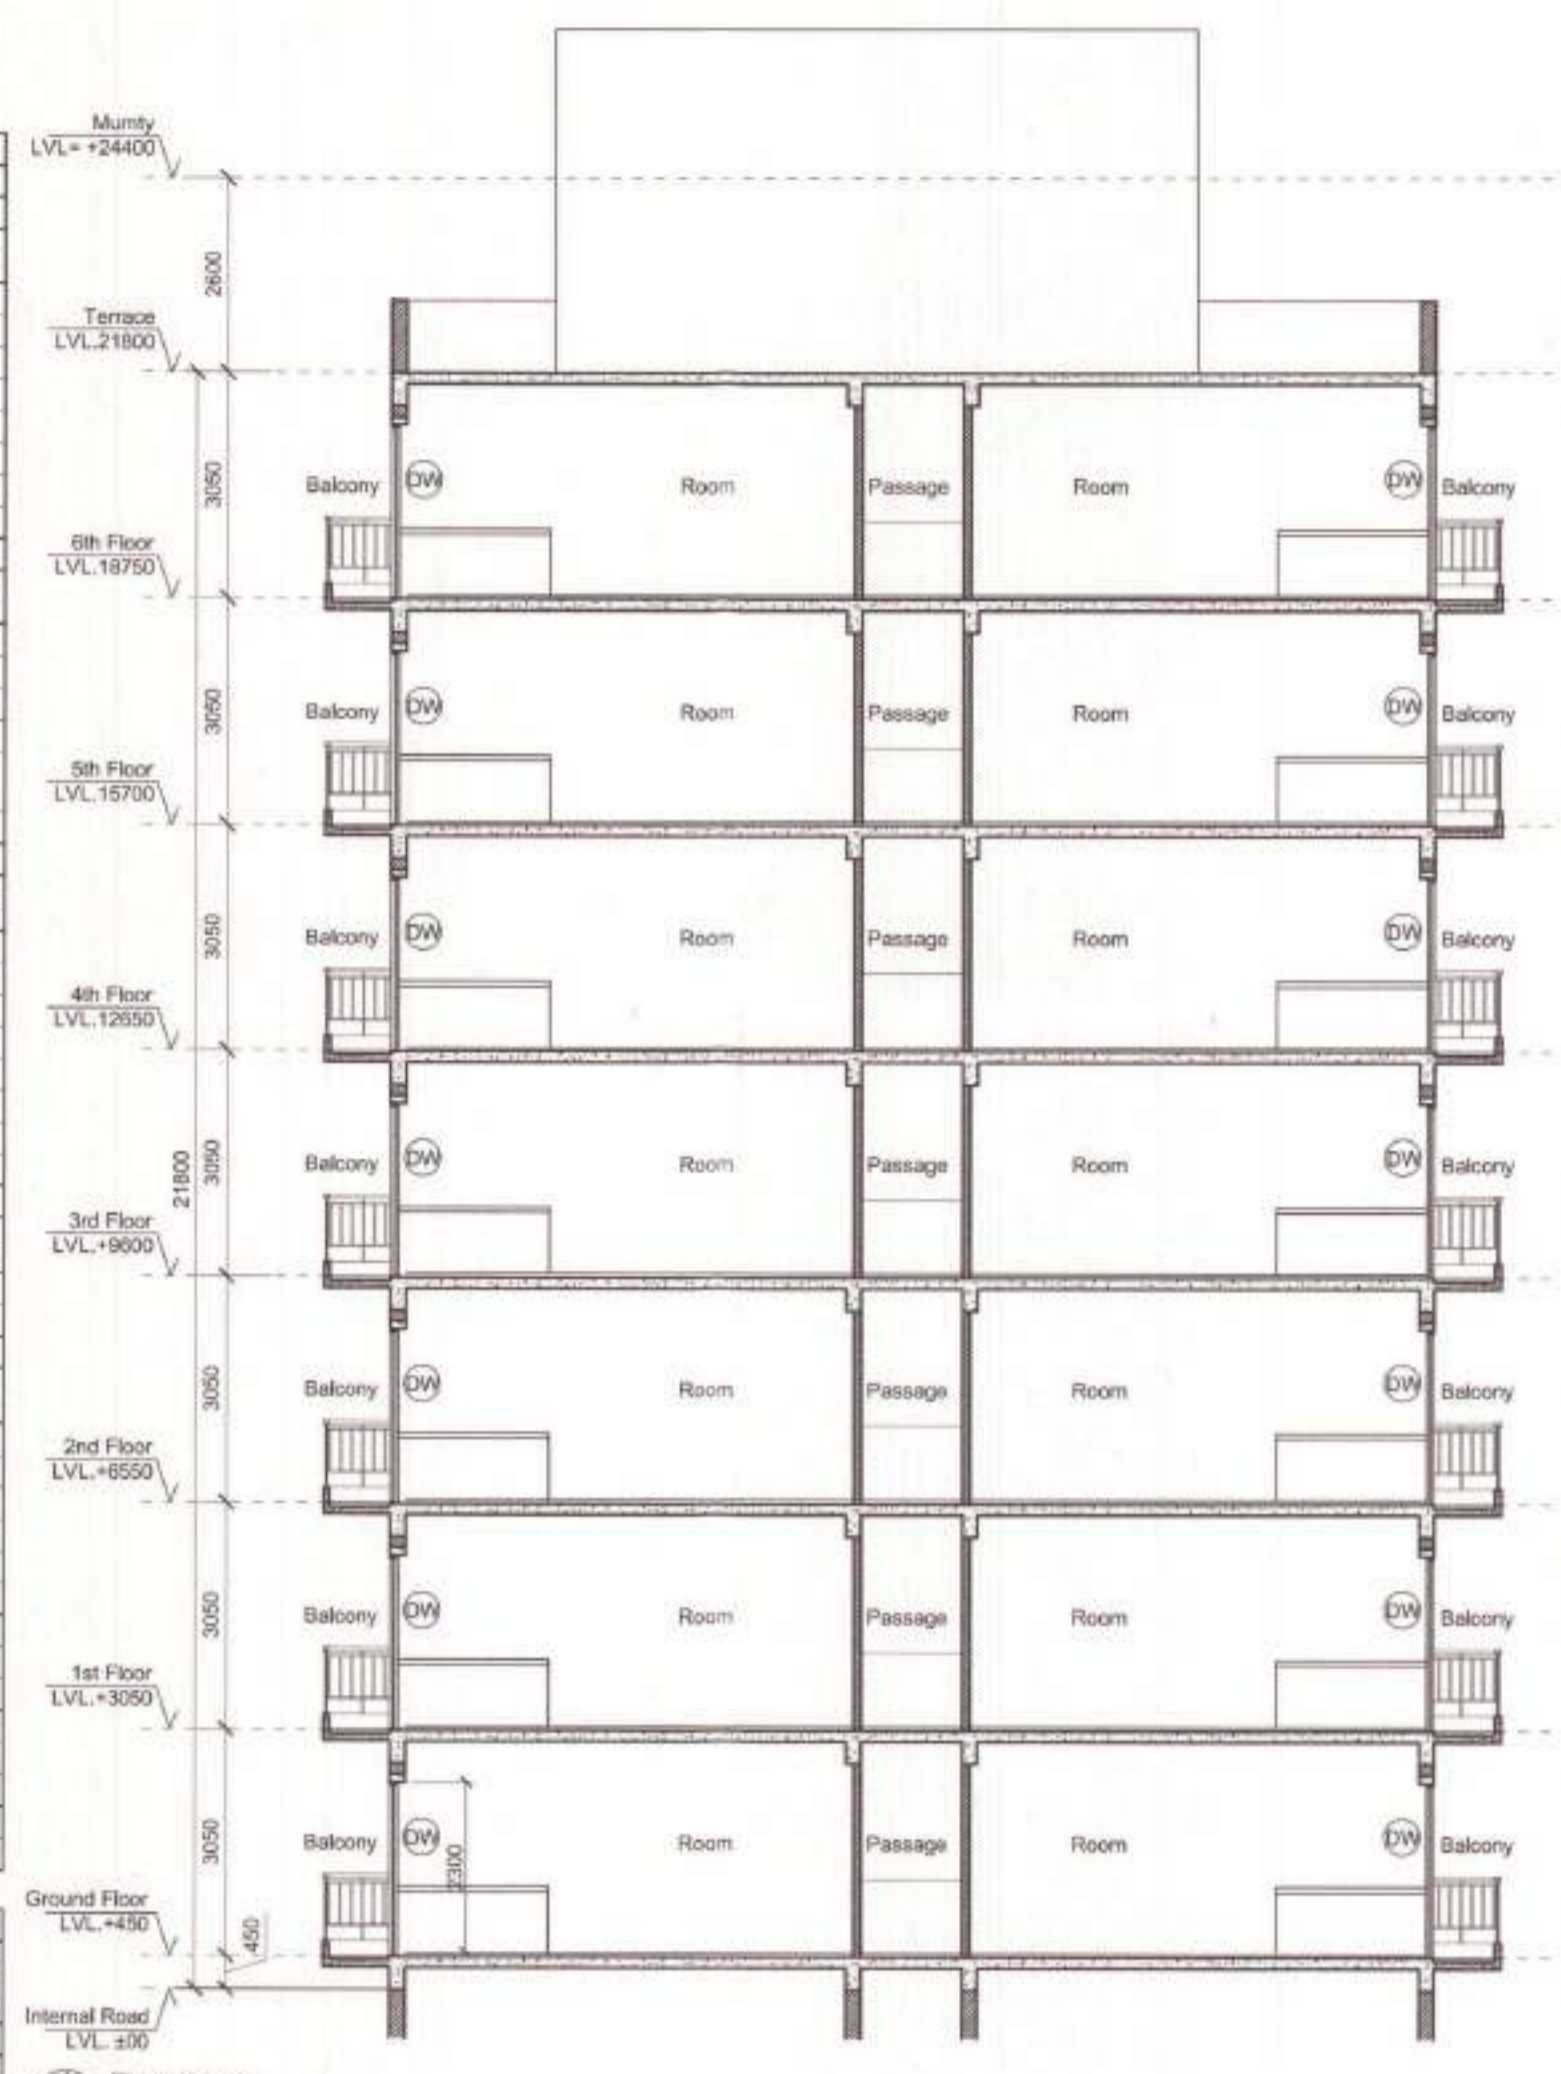 Mumty
LVL= +24400
2600
Terrace
LVL.21800
3050
Balcony DW Room Passage Room DW Balcony
6th Floor
LVL.18750
3050
Balcony DW Room Passage Room DW Balcony
5th Floor
LVL.15700
3050
Balcony DW Room Passage Room DW Balcony
4th Floor
LVL.12650
21800
3050
Balcony DW Room Passage Room DW Balcony
3rd Floor
LVL.+9600
3050
Balcony DW Room Passage Room DW Balcony
2nd Floor
LVL.+6550
3050
Balcony DW Room Passage Room DW Balcony
1st Floor
LVL.+3050
3050
Balcony DW Room Passage Room DW Balcony
2300
Ground Floor
LVL.+450
450
Internal Road
LVL. ±00